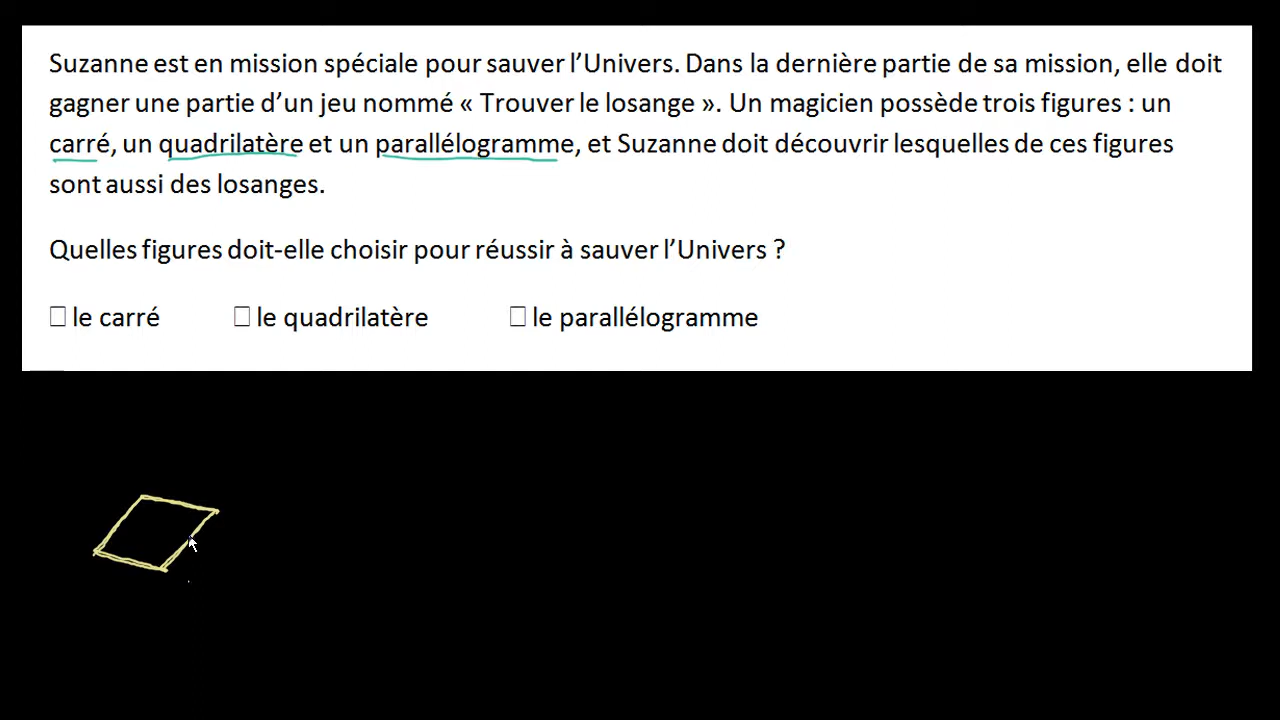 Suzanne est en mission spéciale pour sauver l’Univers. Dans la dernière partie de sa mission, elle doit
gagner une partie d’un jeu nommé « Trouver le losange ». Un magicien possède trois figures : un
carré, un quadrilatère et un parallélogramme, et Suzanne doit découvrir lesquelles de ces figures
sont aussi des losanges.
Quelles figures doit-elle choisir pour réussir à sauver l’Univers ?
□ le carré □ le quadrilatère □ le parallélogramme